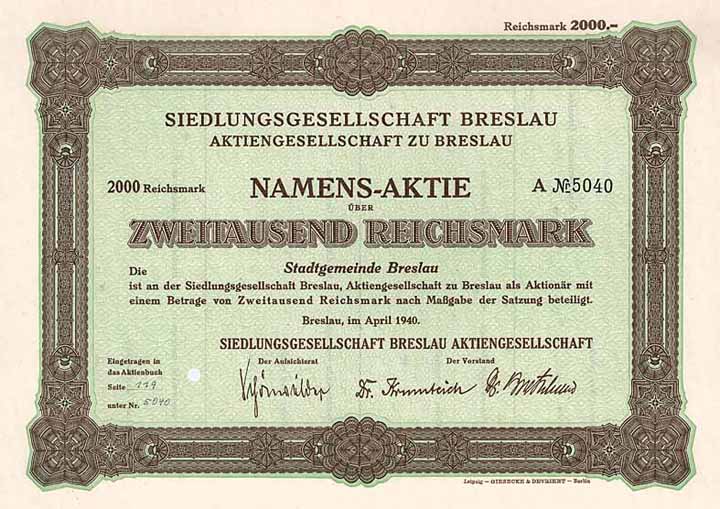 Reichsmark 2000.–
SIEDLUNGSGESELLSCHAFT BRESLAU
AKTIENGESELLSCHAFT ZU BRESLAU
2000 Reichsmark NAMENS-AKTIE A № 5040
ÜBER
ZWEITAUSEND REICHSMARK
Die Stadtgemeinde Breslau
ist an der Siedlungsgesellschaft Breslau, Aktiengesellschaft zu Breslau als Aktionär mit
einem Betrage von Zweitausend Reichsmark nach Maßgabe der Satzung beteiligt.
Breslau, im April 1940.
SIEDLUNGSGESELLSCHAFT BRESLAU AKTIENGESELLSCHAFT
Eingetragen in Der Aufsichtsrat Der Vorstand
das Aktienbuch
Seite 119
unter Nr. 5040
Leipzig – GIESECKE & DEVRIENT – Berlin